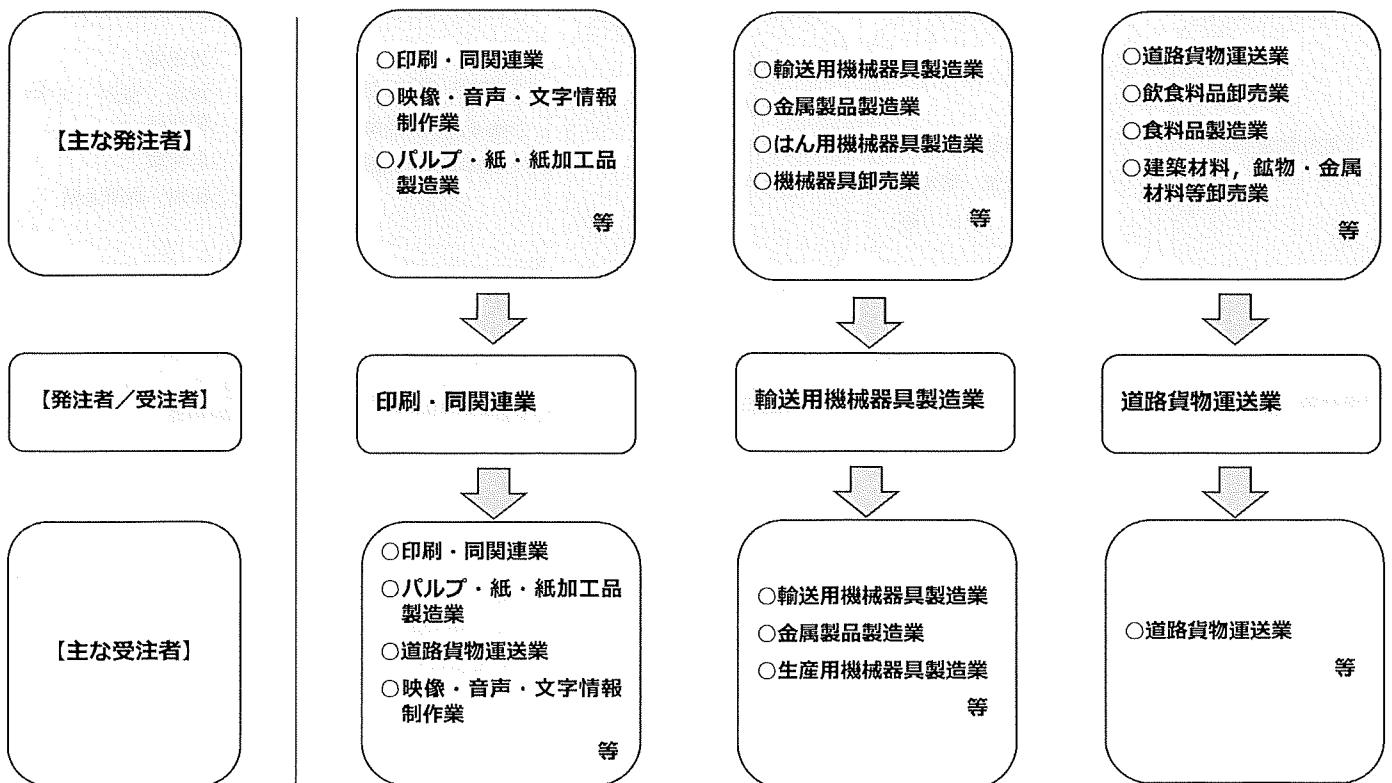 【主な発注者】
○印刷・同関連業
○映像・音声・文字情報
制作業
○パルプ・紙・紙加工品
製造業
等
○輸送用機械器具製造業
○金属製品製造業
○はん用機械器具製造業
○機械器具卸売業
等
○道路貨物運送業
○飲食料品卸売業
○食料品製造業
○建築材料，鉱物・金属
材料等卸売業
等
【発注者／受注者】
印刷・同関連業
輸送用機械器具製造業
道路貨物運送業
【主な受注者】
○印刷・同関連業
○パルプ・紙・紙加工品
製造業
○道路貨物運送業
○映像・音声・文字情報
制作業
等
○輸送用機械器具製造業
○金属製品製造業
○生産用機械器具製造業
等
○道路貨物運送業
等